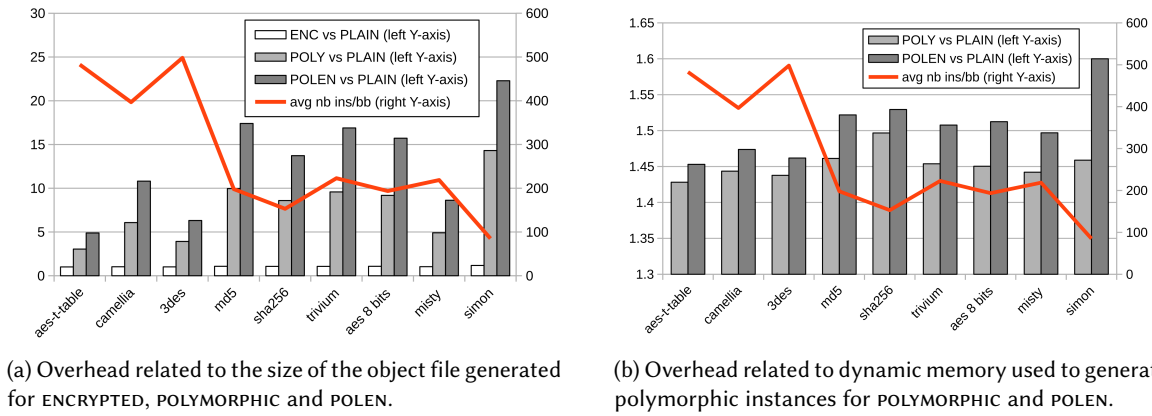 30
25
20
15
10
5
0
600
500
400
300
200
100
0
ENC vs PLAIN (left Y-axis)
POLY vs PLAIN (left Y-axis)
POLEN vs PLAIN (left Y-axis)
avg nb ins/bb (right Y-axis)
aes-t-table
camellia
3des
md5
sha256
trivium
aes 8 bits
misty
simon
(a) Overhead related to the size of the object file generated
for ENCRYPTED, POLYMORPHIC and POLEN.
1.65
1.6
1.55
1.5
1.45
1.4
1.35
1.3
600
500
400
300
200
100
0
POLY vs PLAIN (left Y-axis)
POLEN vs PLAIN (left Y-axis)
avg nb ins/bb (right Y-axis)
aes-t-table
camellia
3des
md5
sha256
trivium
aes 8 bits
misty
simon
(b) Overhead related to dynamic memory used to generat
polymorphic instances for POLYMORPHIC and POLEN.